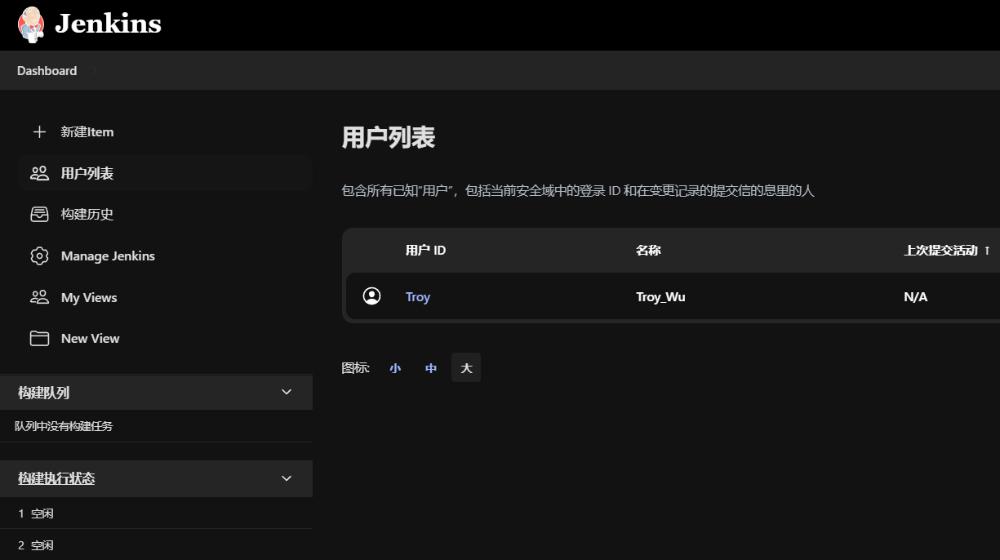 Jenkins
Dashboard
新建Item
用户列表
构建历史
Manage Jenkins
My Views
New View
构建队列
队列中没有构建任务
构建执行状态
1 空闲
2 空闲
用户列表
包含所有已知“用户”，包括当前安全域中的登录 ID 和在变更记录的提交信的息里的人
用户 ID 名称 上次提交活动 ↑
Troy Troy_Wu N/A
图标: 小 中 大